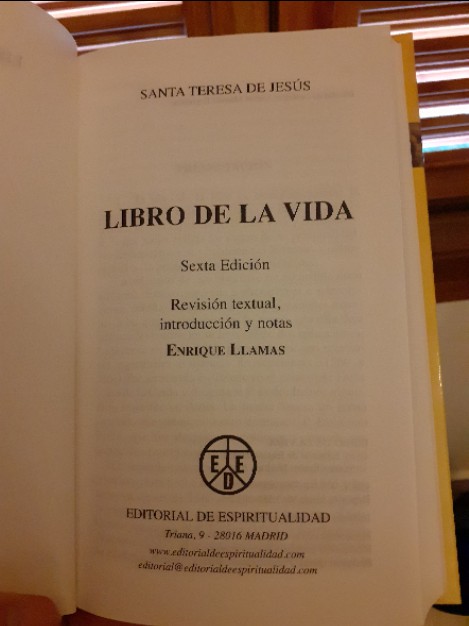 SANTA TERESA DE JESÚS
LIBRO DE LA VIDA
Sexta Edición
Revisión textual,
introducción y notas
ENRIQUE LLAMAS
E E
D
EDITORIAL DE ESPIRITUALIDAD
Triana, 9 - 28016 MADRID
www.editorialdeespiritualidad.com
editorial@editorialdeespiritualidad.com